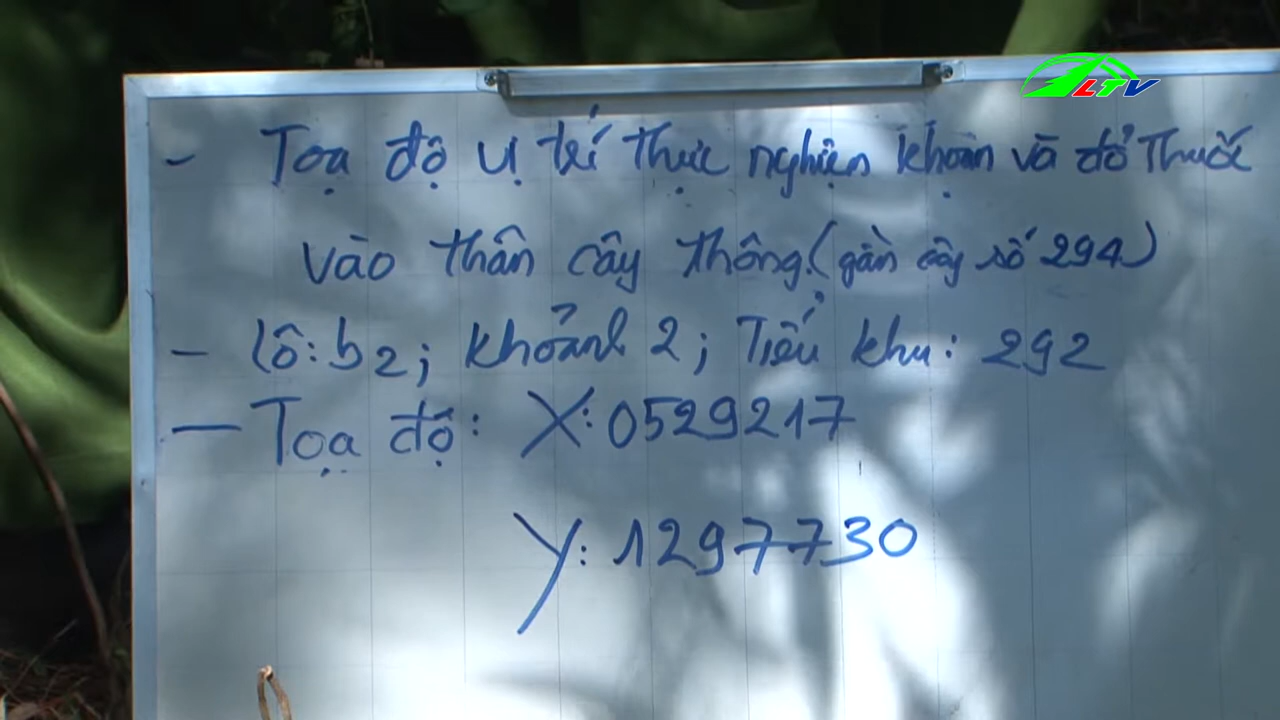 LTV
- Tọa độ vị trí thực nghiệm khoan và đổ thuốc
vào thân cây thông (gần cây số 294)
- lô: b2; khoảnh 2; Tiểu khu: 292
- Tọa độ: X: 0529217
Y: 1297730